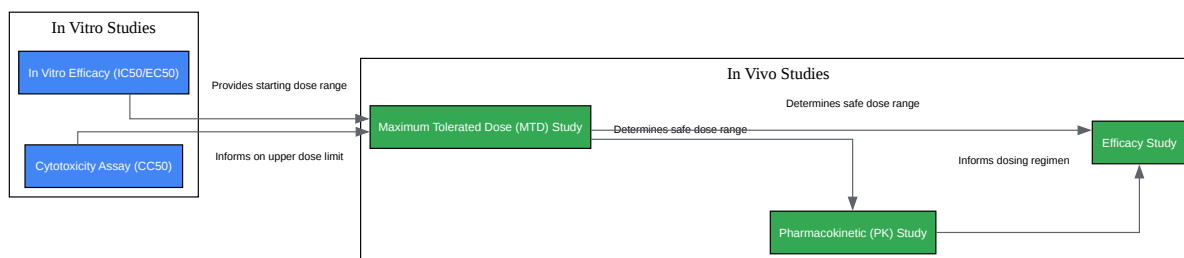 In Vitro Studies
In Vitro Efficacy (IC50/EC50)
Cytotoxicity Assay (CC50)
Provides starting dose range
Informs on upper dose limit
In Vivo Studies
Maximum Tolerated Dose (MTD) Study
Determines safe dose range
Determines safe dose range
Efficacy Study
Informs dosing regimen
Pharmacokinetic (PK) Study